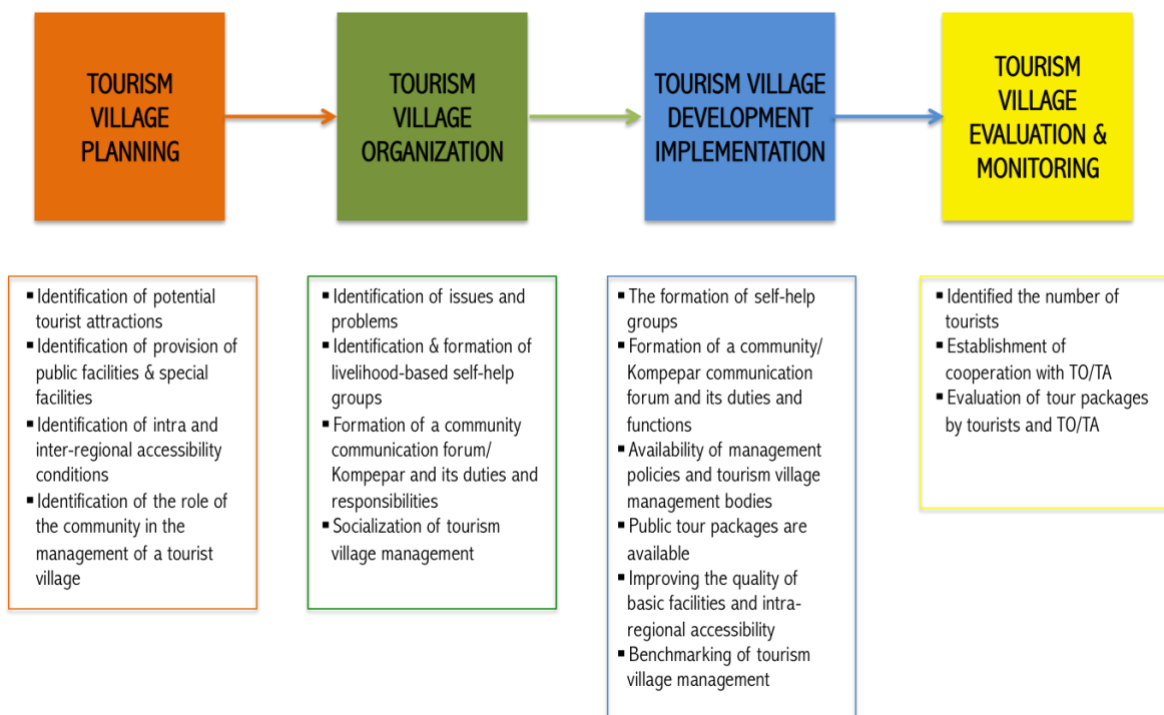 TOURISM
VILLAGE
PLANNING
TOURISM
VILLAGE
ORGANIZATION
TOURISM VILLAGE
DEVELOPMENT
IMPLEMENTATION
TOURISM
VILLAGE
EVALUATION &
MONITORING
▪ Identification of potential
tourist attractions
▪ Identification of provision of
public facilities & special
facilities
▪ Identification of intra and
inter-regional accessibility
conditions
▪ Identification of the role of
the community in the
management of a tourist
village
▪ Identification of issues and
problems
▪ Identification & formation of
livelihood-based self-help
groups
▪ Formation of a community
communication forum/
Kompepar and its duties and
responsibilities
▪ Socialization of tourism
village management
▪ The formation of self-help
groups
▪ Formation of a community/
Kompepar communication
forum and its duties and
functions
▪ Availability of management
policies and tourism village
management bodies
▪ Public tour packages are
available
▪ Improving the quality of
basic facilities and intra-
regional accessibility
▪ Benchmarking of tourism
village management
▪ Identified the number of
tourists
▪ Establishment of
cooperation with TO/TA
▪ Evaluation of tour packages
by tourists and TO/TA